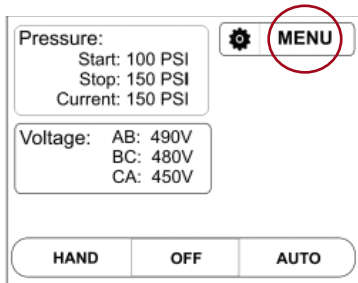 Pressure:
Start: 100 PSI
Stop: 150 PSI
Current: 150 PSI
MENU
Voltage: AB: 490V
BC: 480V
CA: 450V
HAND OFF AUTO